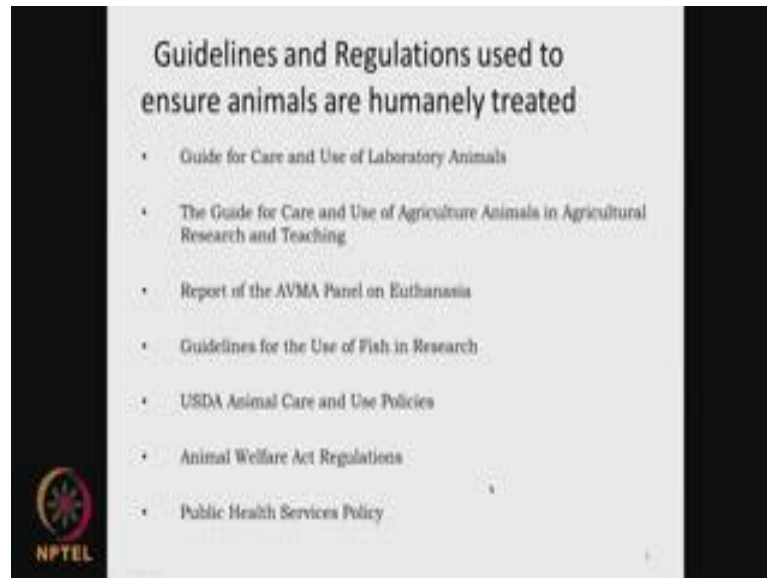 Guidelines and Regulations used to
ensure animals are humanely treated
• Guide for Care and Use of Laboratory Animals
• The Guide for Care and Use of Agriculture Animals in Agricultural
Research and Teaching
• Report of the AVMA Panel on Euthanasia
• Guidelines for the Use of Fish in Research
• USDA Animal Care and Use Policies
• Animal Welfare Act Regulations
• Public Health Services Policy
NPTEL